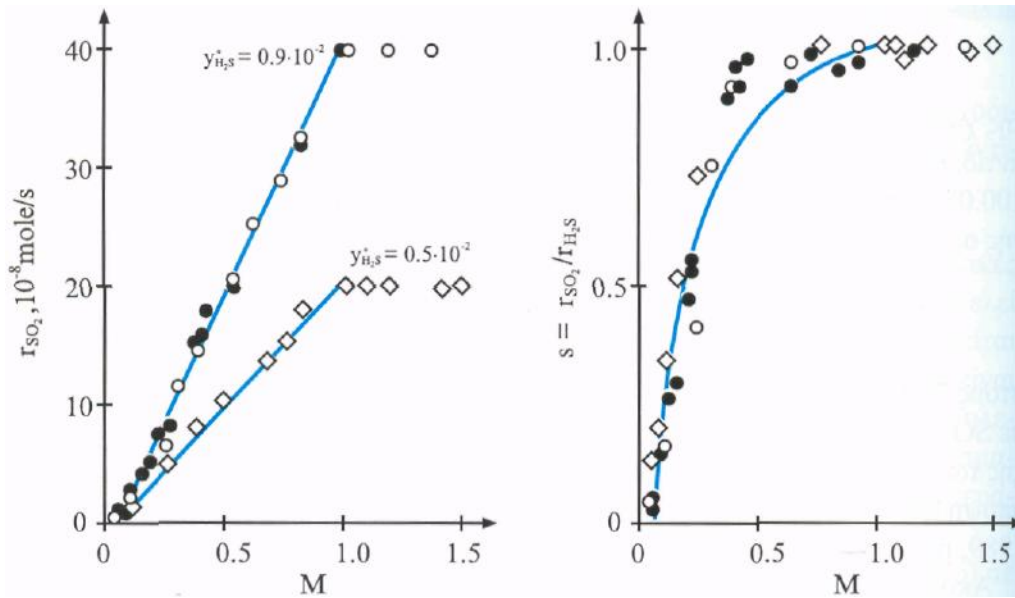 40
30
20
10
0
r_SO₂, 10⁻⁸ mole/s
y*_H₂S = 0.9·10⁻²
y*_H₂S = 0.5·10⁻²
0 0.5 1.0 1.5
M
1.0
0.5
0
s = r_SO₂/r_H₂S
0 0.5 1.0 1.5
M